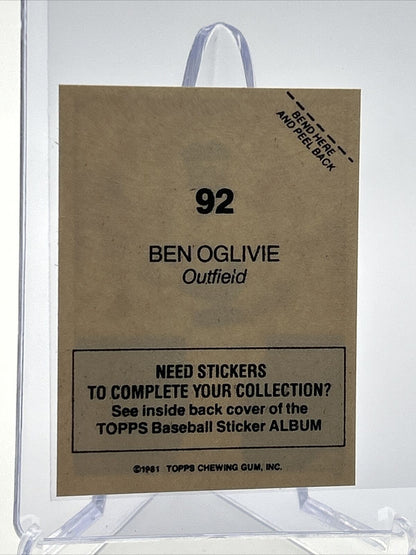 BEND HERE
AND PEEL BACK
92
BEN OGLIVIE
Outfield
NEED STICKERS
TO COMPLETE YOUR COLLECTION?
See inside back cover of the
TOPPS Baseball Sticker ALBUM
©1981 TOPPS CHEWING GUM, INC.